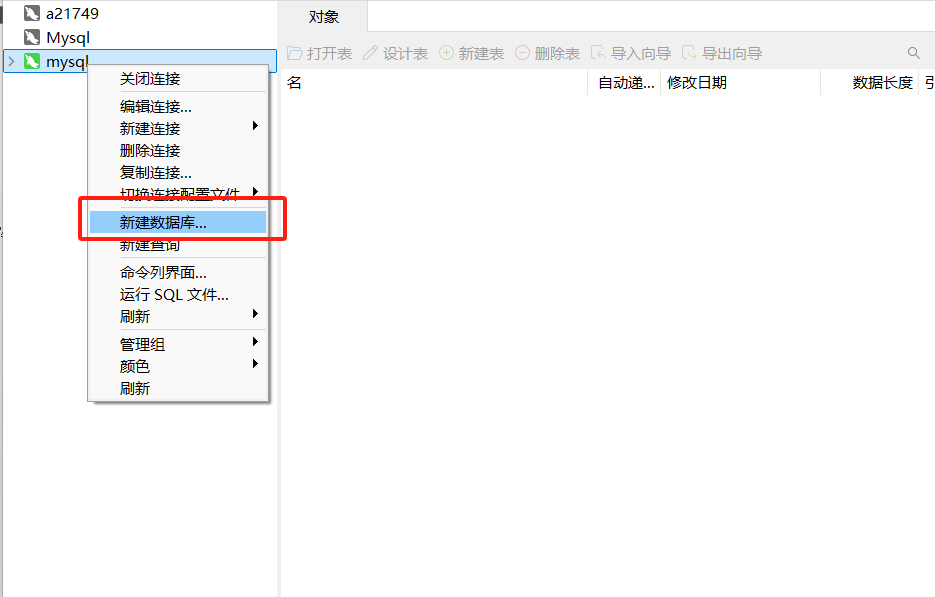 a21749
Mysql
mysql
关闭连接
编辑连接...
新建连接
删除连接
复制连接...
切换连接配置文件
新建数据库...
新建查询
命令列界面...
运行 SQL 文件...
刷新
管理组
颜色
刷新
对象
打开表 设计表 新建表 删除表 导入向导 导出向导
名 自动递... 修改日期 数据长度 引